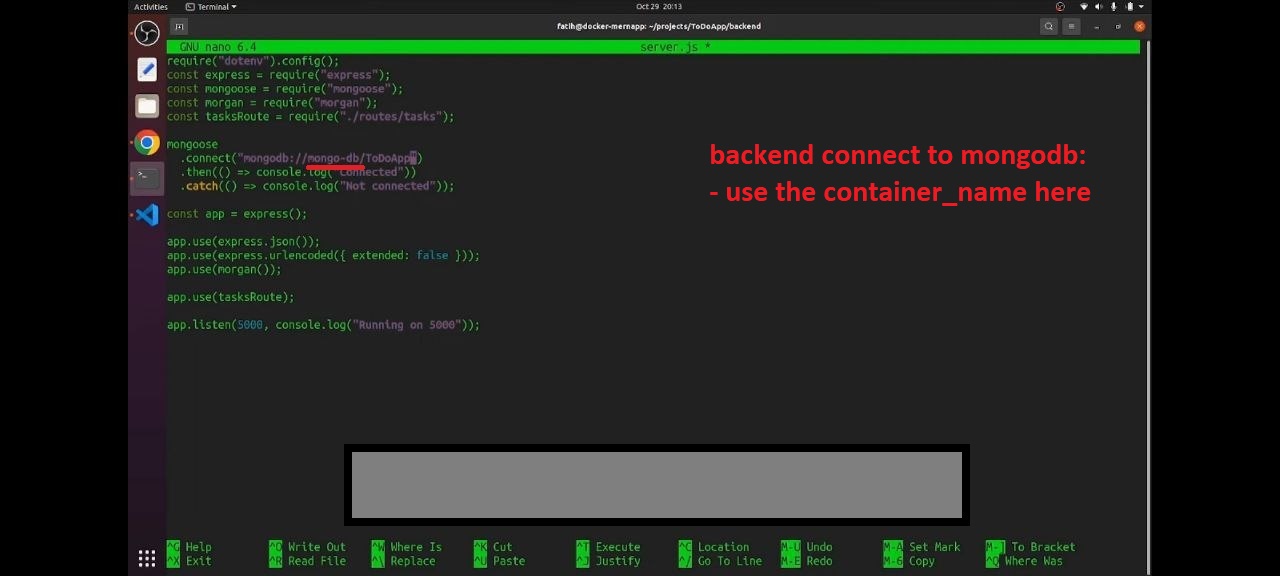 Activities Terminal Oct 29 20:13
fatih@docker-mernapp: ~/projects/ToDoApp/backend
GNU nano 6.4 server.js *
require("dotenv").config();
const express = require("express");
const mongoose = require("mongoose");
const morgan = require("morgan");
const tasksRoute = require("./routes/tasks");
mongoose
.connect("mongodb://mongo-db/ToDoApp")
.then(() => console.log("Connected"))
.catch(() => console.log("Not connected"));
const app = express();
app.use(express.json());
app.use(express.urlencoded({ extended: false }));
app.use(morgan());
app.use(tasksRoute);
app.listen(5000, console.log("Running on 5000"));
backend connect to mongodb:
- use the container_name here
^G Help ^O Write Out ^W Where Is ^K Cut ^T Execute ^C Location M-U Undo M-A Set Mark M-] To Bracket
^X Exit ^R Read File ^\ Replace ^U Paste ^J Justify ^/ Go To Line M-E Redo M-6 Copy ^Q Where Was